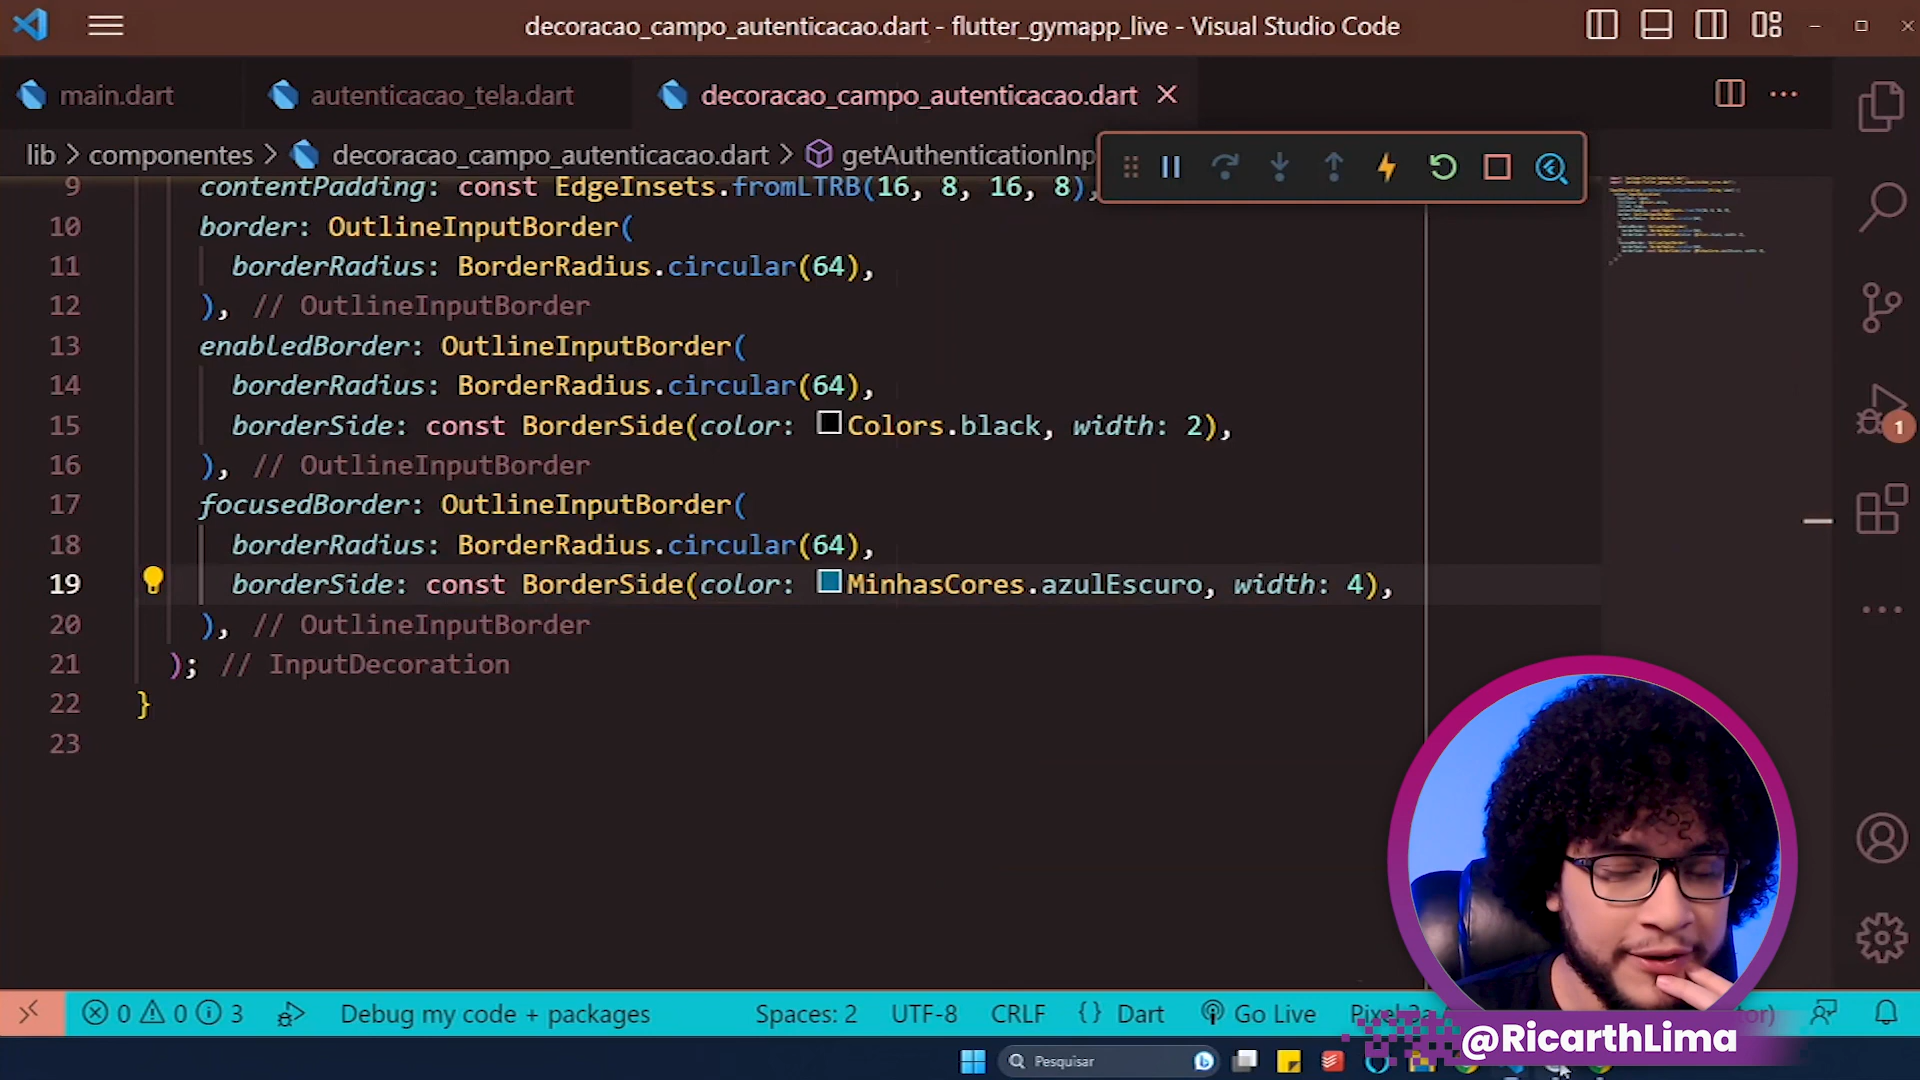 decoracao_campo_autenticacao.dart - flutter_gymapp_live - Visual Studio Code
main.dart
autenticacao_tela.dart
decoracao_campo_autenticacao.dart
lib > componentes > decoracao_campo_autenticacao.dart > getAuthenticationInp
9 contentPadding: const EdgeInsets.fromLTRB(16, 8, 16, 8),
10 border: OutlineInputBorder(
11 borderRadius: BorderRadius.circular(64),
12 ), // OutlineInputBorder
13 enabledBorder: OutlineInputBorder(
14 borderRadius: BorderRadius.circular(64),
15 borderSide: const BorderSide(color: Colors.black, width: 2),
16 ), // OutlineInputBorder
17 focusedBorder: OutlineInputBorder(
18 borderRadius: BorderRadius.circular(64),
19 borderSide: const BorderSide(color: MinhasCores.azulEscuro, width: 4),
20 ), // OutlineInputBorder
21 ); // InputDecoration
22 }
23
1
0 0 3 Debug my code + packages Spaces: 2 UTF-8 CRLF {} Dart Go Live
@RicarthLima
Pesquisar